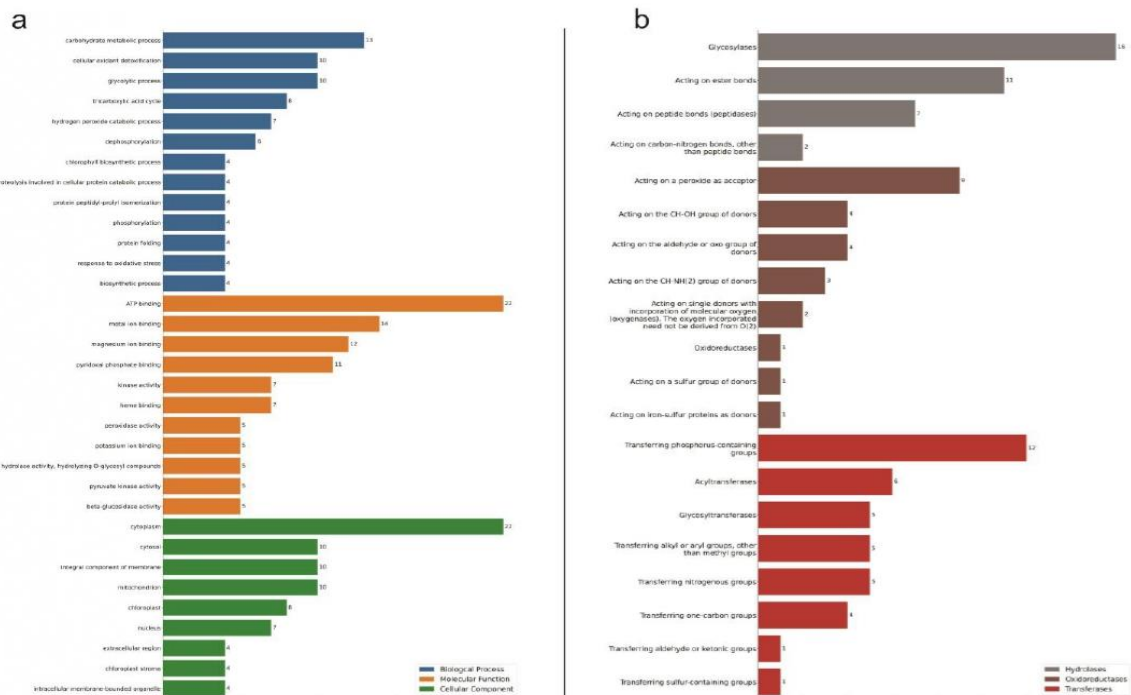 a
carbohydrate metabolic process 13
cellular oxidant detoxification 10
glycolytic process 10
tricarboxylic acid cycle 8
hydrogen peroxide catabolic process 7
dephosphorylation 6
chlorophyll biosynthetic process 4
oteolysis involved in cellular protein catabolic process 4
protein peptidyl-prolyl isomerization 4
phosphorylation 4
protein folding 4
response to oxidative stress 4
biosynthetic process 4
ATP binding 22
metal ion binding 14
magnesium ion binding 12
pyridoxal phosphate binding 11
kinase activity 7
heme binding 7
peroxidase activity 5
potassium ion binding 5
hydrolase activity, hydrolyzing O-glycosyl compounds 5
pyruvate kinase activity 5
beta-glucosidase activity 5
cytoplasm 22
cytosol 10
integral component of membrane 10
mitochondrion 10
chloroplast 8
nucleus 7
extracellular region 4
chloroplast stroma 4
intracellular membrane-bounded organelle 4
Biological Process
Molecular Function
Cellular Component
b
Glycosylases 16
Acting on ester bonds 11
Acting on peptide bonds (peptidases) 7
Acting on carbon-nitrogen bonds, other
than peptide bonds 2
Acting on a peroxide as acceptor 9
Acting on the CH-OH group of donors 4
Acting on the aldehyde or oxo group of
donors 4
Acting on the CH-NH(2) group of donors 3
Acting on single donors with
incorporation of molecular oxygen
(oxygenases). The oxygen incorporated
need not be derived from O(2) 2
Oxidoreductases 1
Acting on a sulfur group of donors 1
Acting on iron-sulfur proteins as donors 1
Transferring phosphorus-containing
groups 12
Acyltransferases 6
Glycosyltransferases 5
Transferring alkyl or aryl groups, other
than methyl groups 5
Transferring nitrogenous groups 5
Transferring one-carbon groups 4
Transferring aldehyde or ketonic groups 1
Transferring sulfur-containing groups 1
Hydrolases
Oxidoreductases
Transferases